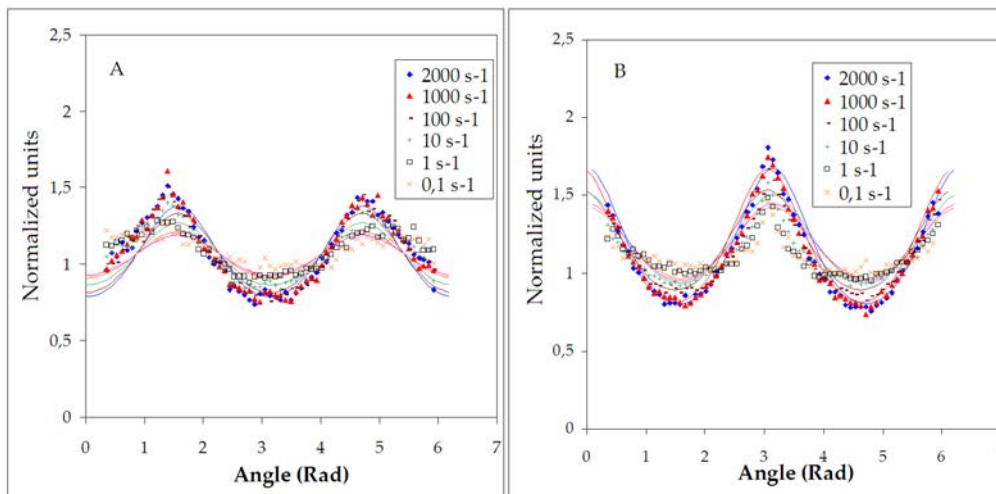 2,5
A
2000 s-1
1000 s-1
100 s-1
10 s-1
1 s-1
0,1 s-1
2
1,5
1
0,5
0
0 1 2 3 4 5 6 7
Normalized units
Angle (Rad)
2,5
B
2000 s-1
1000 s-1
100 s-1
10 s-1
1 s-1
0,1 s-1
2
1,5
1
0,5
0
0 1 2 3 4 5 6
Normalized units
Angle (Rad)